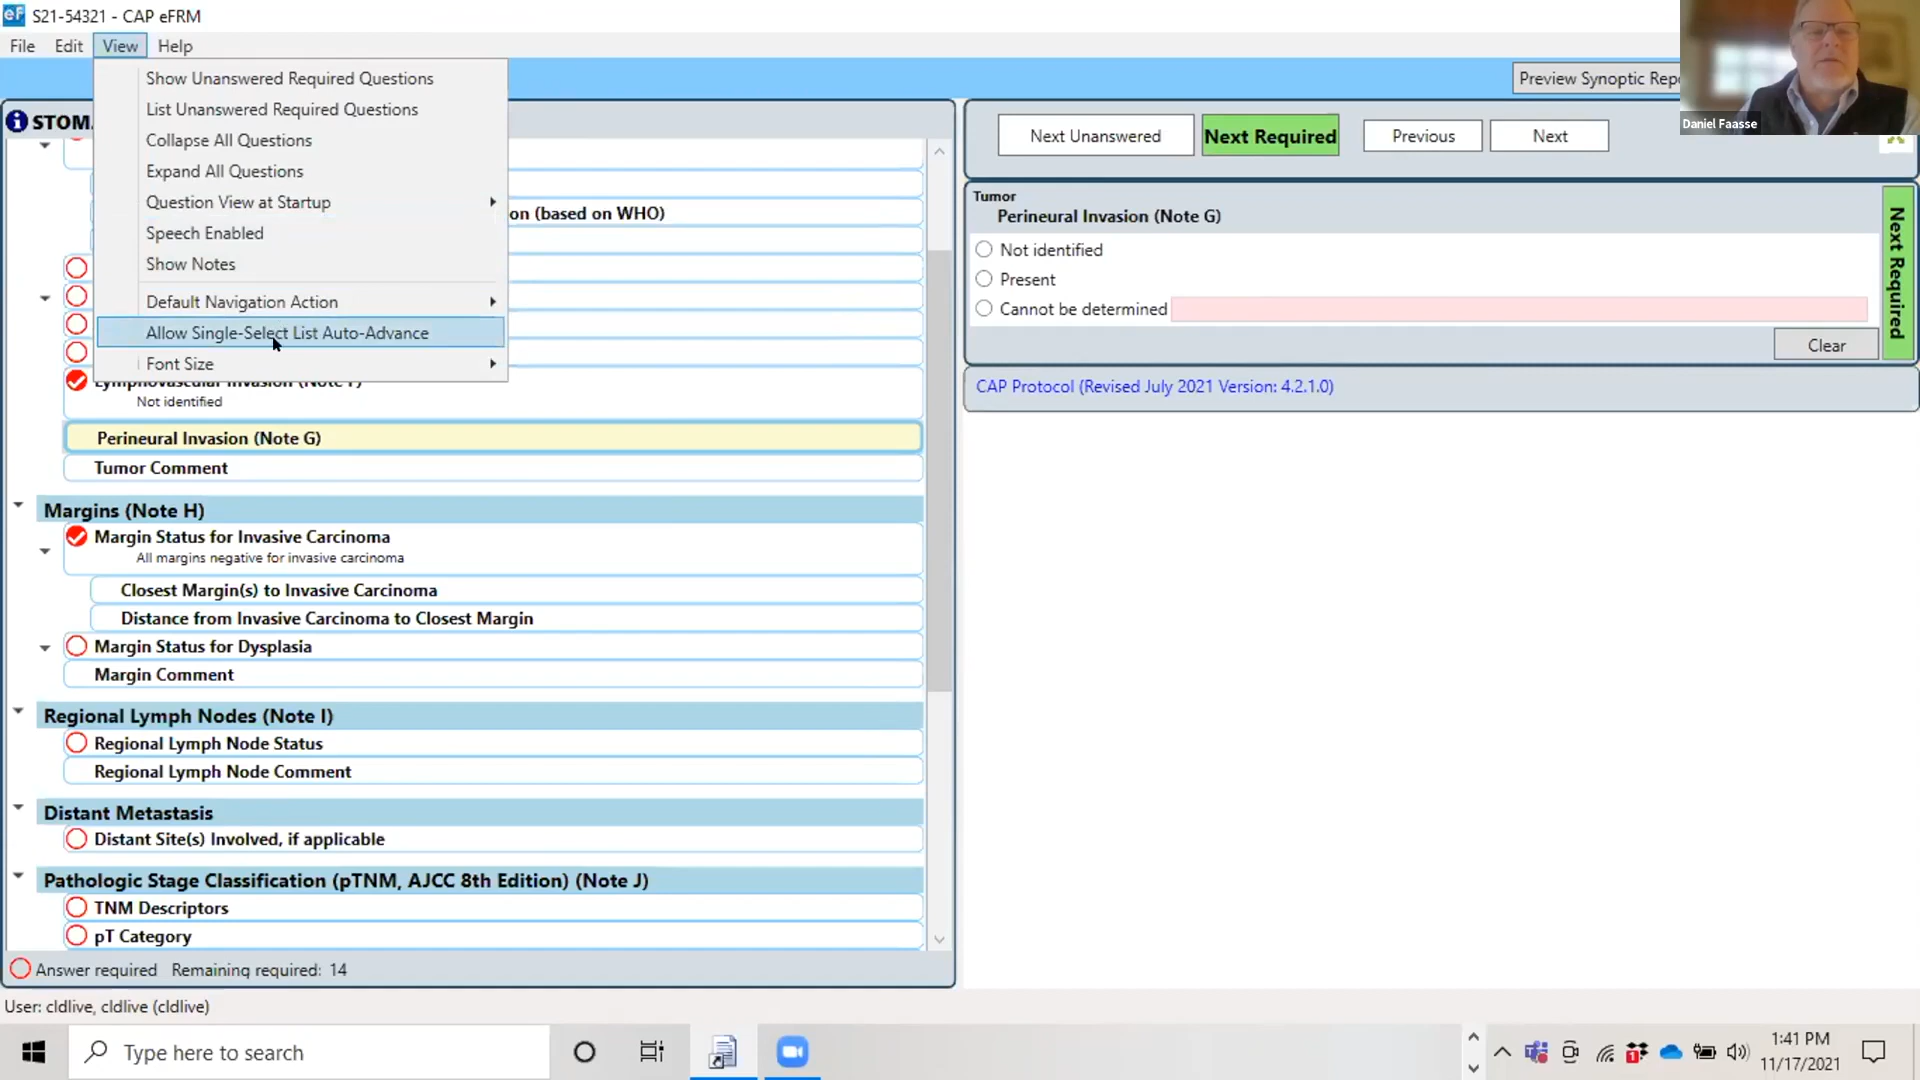 S21-54321 - CAP eFRM
File Edit View Help
Preview Synoptic Repo
Daniel Faasse
STOM
Show Unanswered Required Questions
List Unanswered Required Questions
Collapse All Questions
Expand All Questions
Question View at Startup
Speech Enabled
Show Notes
Default Navigation Action
Allow Single-Select List Auto-Advance
Font Size
on (based on WHO)
Not identified
Perineural Invasion (Note G)
Tumor Comment
Margins (Note H)
Margin Status for Invasive Carcinoma
All margins negative for invasive carcinoma
Closest Margin(s) to Invasive Carcinoma
Distance from Invasive Carcinoma to Closest Margin
Margin Status for Dysplasia
Margin Comment
Regional Lymph Nodes (Note I)
Regional Lymph Node Status
Regional Lymph Node Comment
Distant Metastasis
Distant Site(s) Involved, if applicable
Pathologic Stage Classification (pTNM, AJCC 8th Edition) (Note J)
TNM Descriptors
pT Category
Answer required Remaining required: 14
Next Unanswered Next Required Previous Next
Tumor
Perineural Invasion (Note G)
Not identified
Present
Cannot be determined
Clear
Next Required
CAP Protocol (Revised July 2021 Version: 4.2.1.0)
User: cldlive, cldlive (cldlive)
Type here to search
1:41 PM
11/17/2021